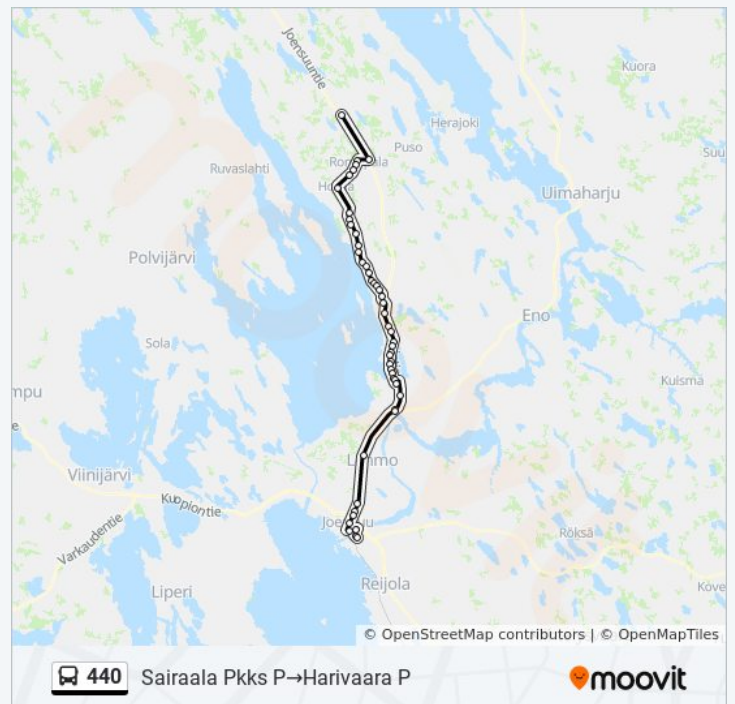 Joensuuntie
Kuora
Herajoki
Puso
Suu
Ruvaslahti
Uimaharju
Polvijärvi
Eno
Sola
Kuisma
mpu
e
Viinijärvi
Kuopiontie
Varkaudentie
Röksä
Liperi
Reijola
Köve
© OpenStreetMap contributors | © OpenMapTiles
440 Sairaala Pkks P→Harivaara P
moovit